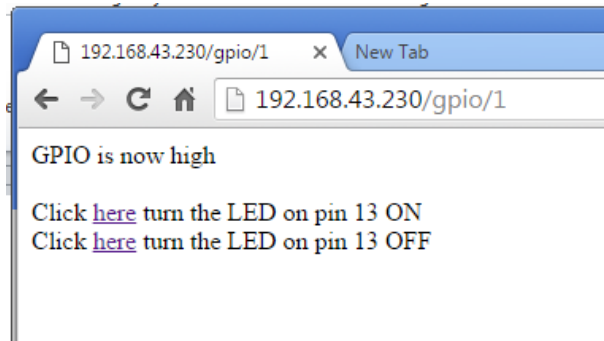 192.168.43.230/gpio/1
New Tab
192.168.43.230/gpio/1
GPIO is now high
Click here turn the LED on pin 13 ON
Click here turn the LED on pin 13 OFF